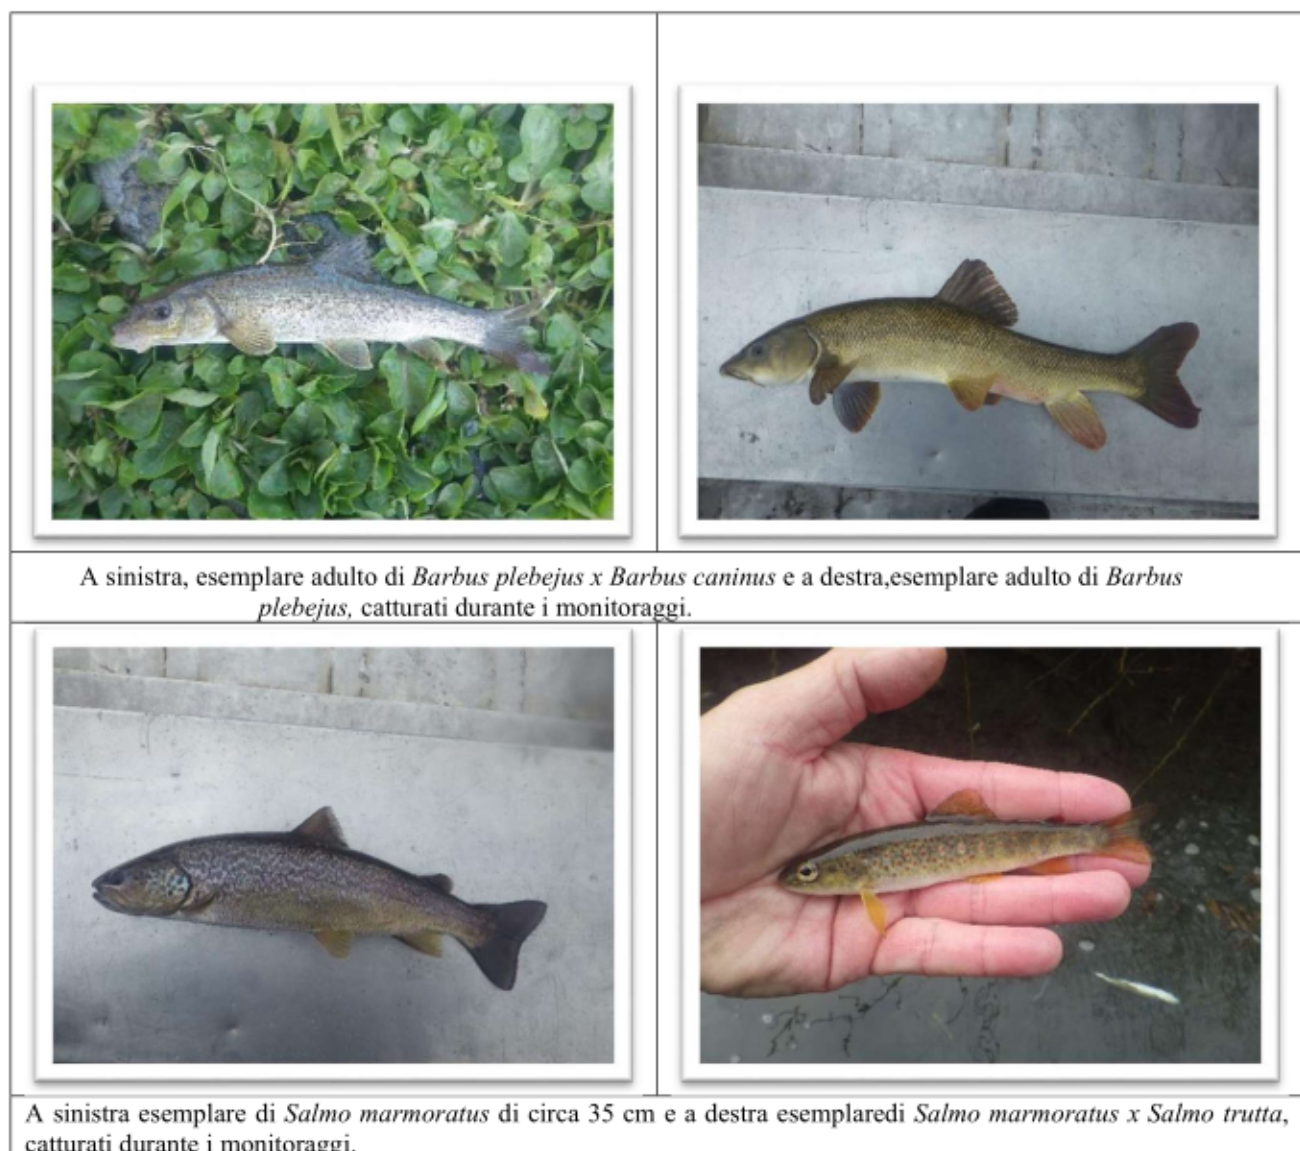 A sinistra, esemplare adulto di Barbus plebejus x Barbus caninus e a destra,esemplare adulto di Barbus
plebejus, catturati durante i monitoraggi.
A sinistra esemplare di Salmo marmoratus di circa 35 cm e a destra esemplaredi Salmo marmoratus x Salmo trutta,
catturati durante i monitoraggi.